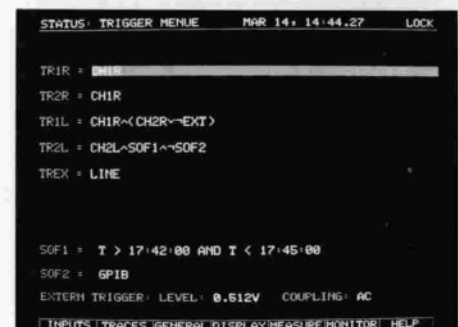 STATUS: TRIGGER MENUE MAR 14: 14:44.27 LOCK
TR1R = CH1R
TR2R = CH1R
TR1L = CH1R^(CH2R∨¬EXT)
TR2L = CH2L^SOF1^¬SOF2
TREX = LINE
SOF1 = T > 17:42:00 AND T < 17:45:00
SOF2 = GPIB
EXTERN TRIGGER: LEVEL: 0.512V COUPLING: AC
INPUTS TRACES GENERAL DISPLAY MEASURE MONITOR HELP